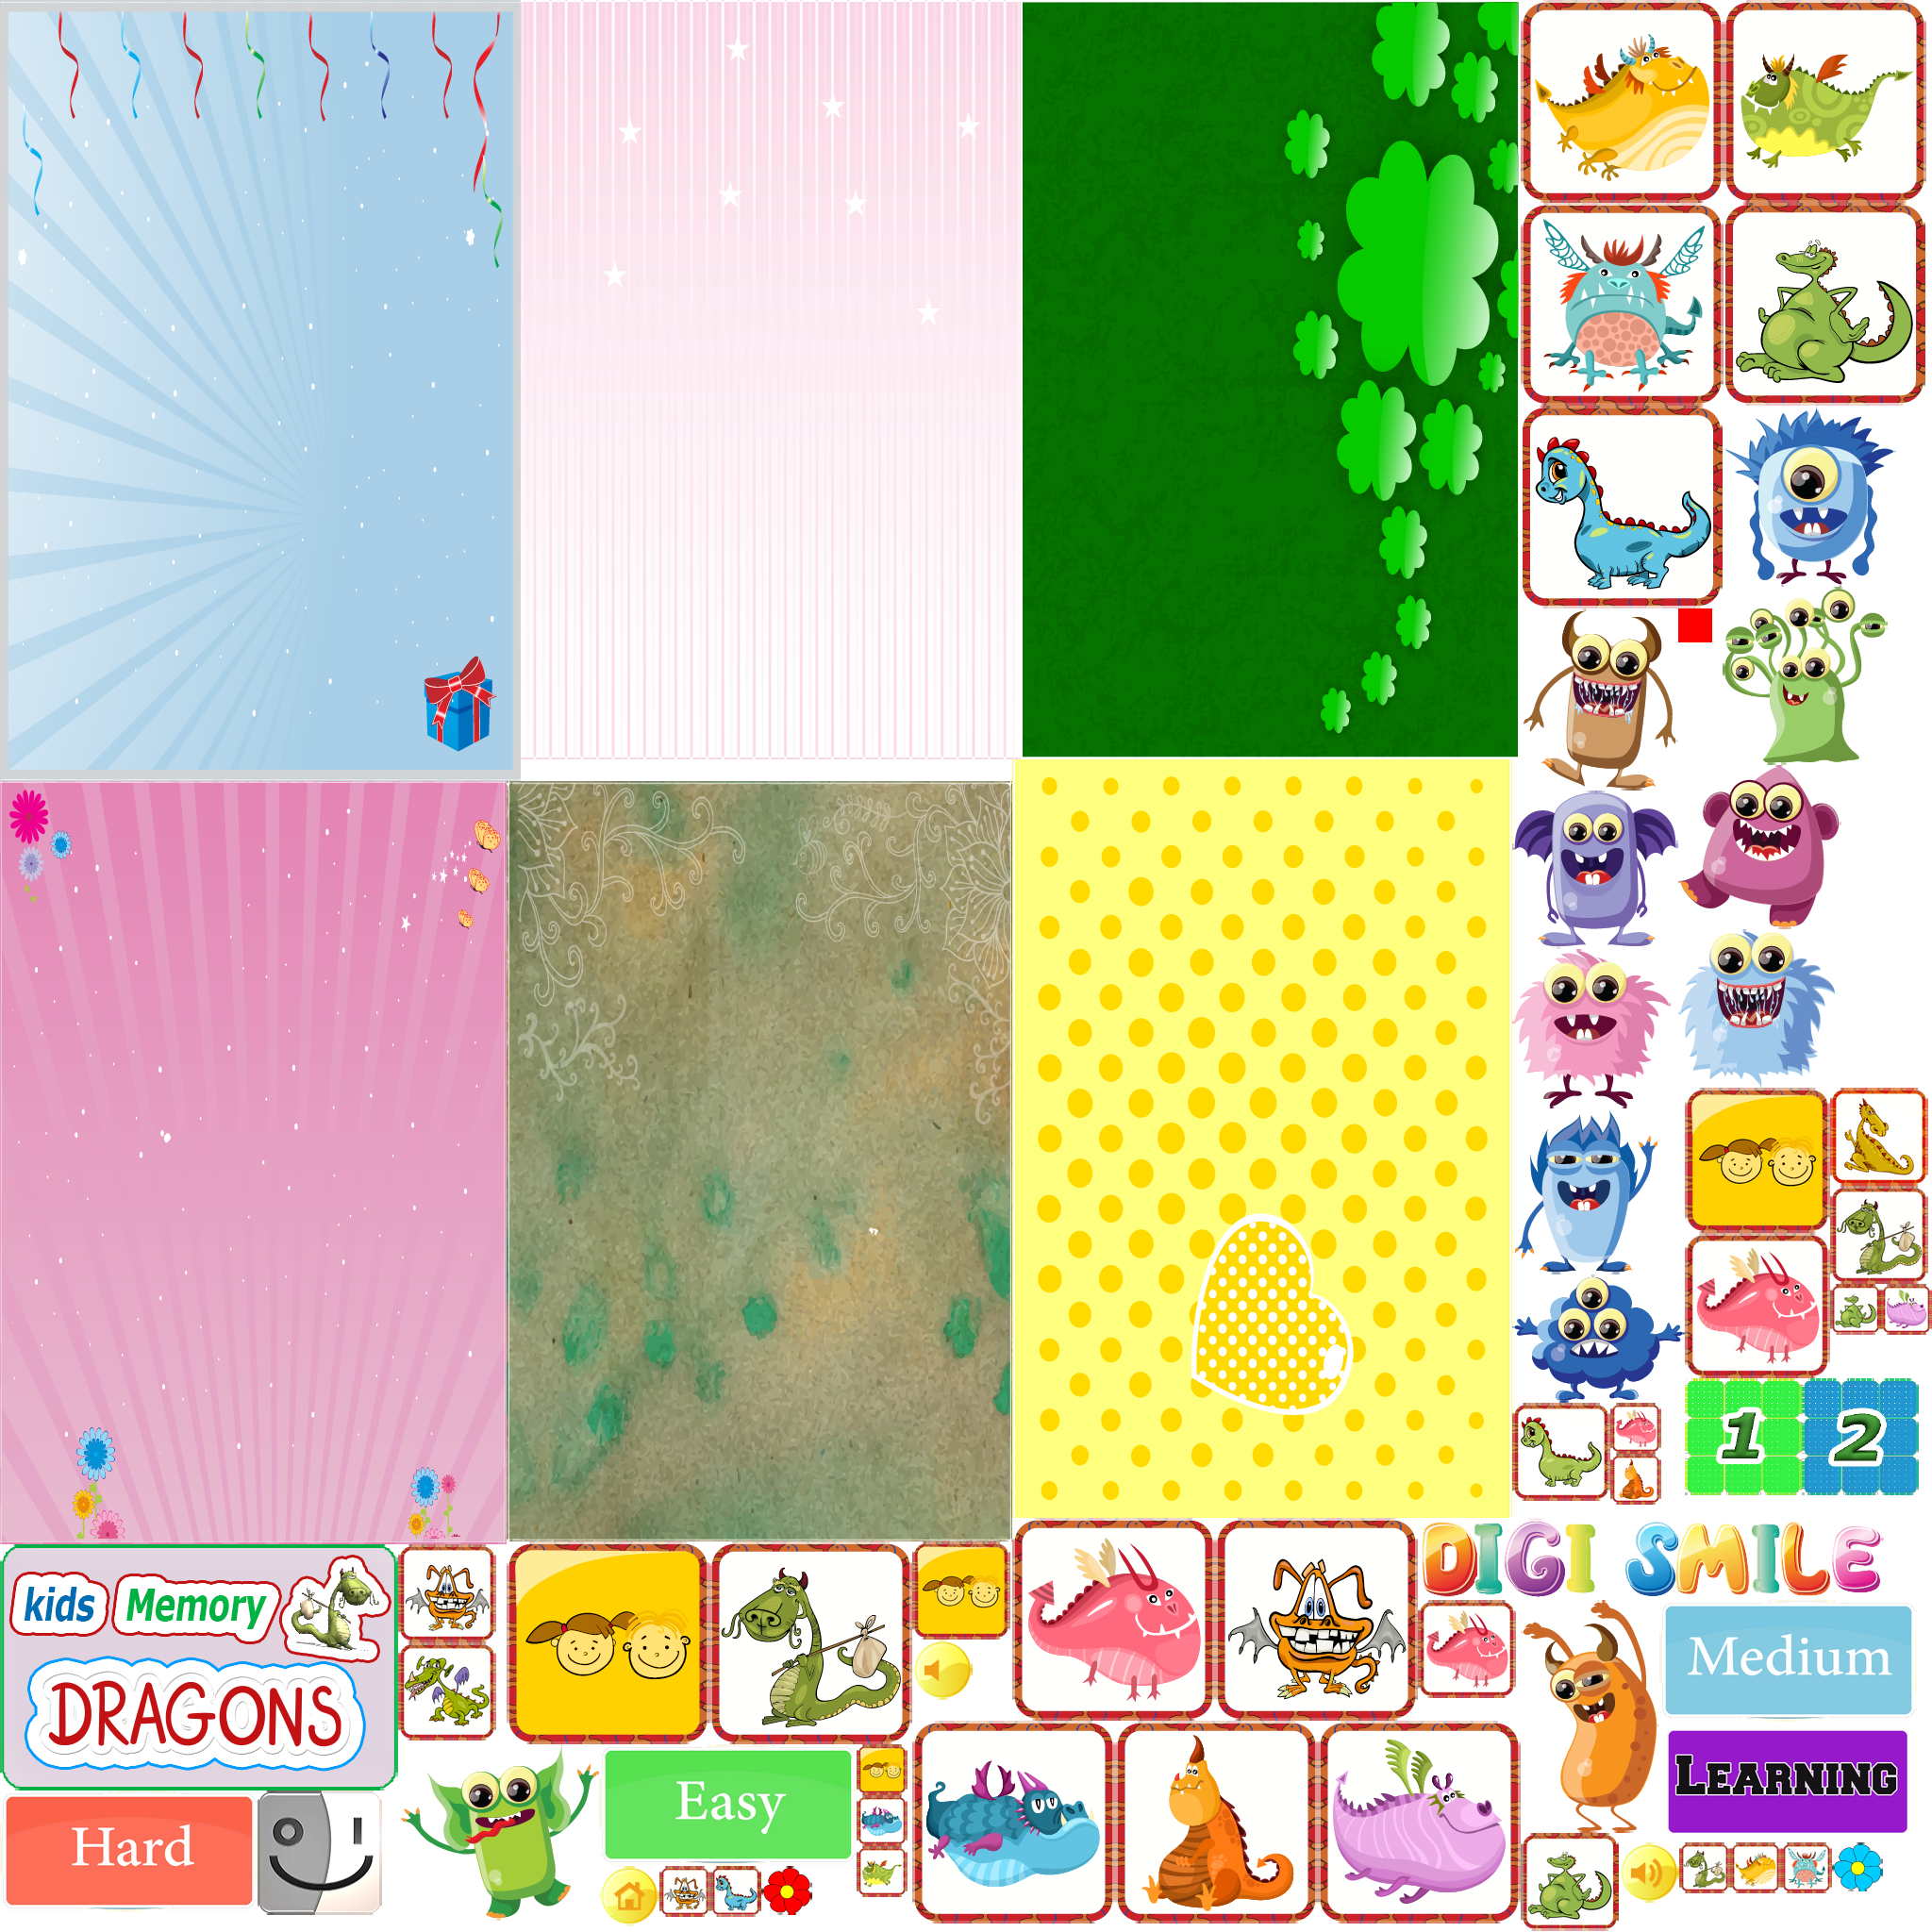 1 2
DIGI SMILE
kids Memory
DRAGONS
Medium
LEARNING
Easy
Hard